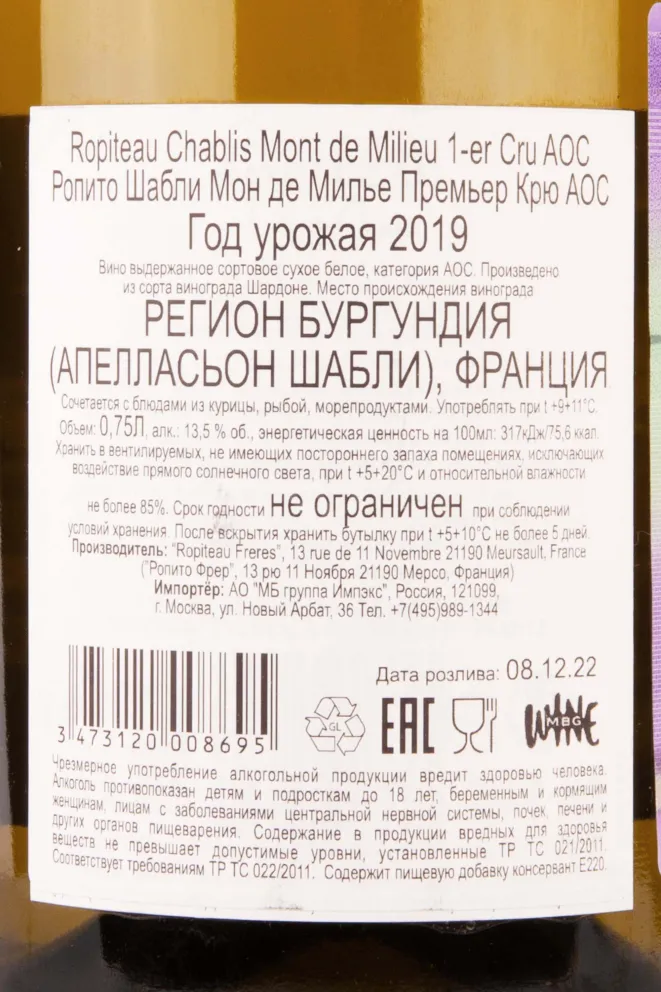 Ropiteau Chablis Mont de Milieu 1-er Cru AOC
Ропито Шабли Мон де Милье Премьер Крю АОС
Год урожая 2019
Вино выдержанное сортовое сухое белое, категория АОС. Произведено
из сорта винограда Шардоне. Место происхождения винограда
РЕГИОН БУРГУНДИЯ
(АПЕЛЛАСЬОН ШАБЛИ), ФРАНЦИЯ
Сочетается с блюдами из курицы, рыбой, морепродуктами. Употреблять при t +9+11°С.
Объем: 0,75Л, алк.: 13,5 % об., энергетическая ценность на 100мл: 317кДж/75,6 ккал.
Хранить в вентилируемых, не имеющих постороннего запаха помещениях, исключающих
воздействие прямого солнечного света, при t +5+20°С и относительной влажности
не более 85%. Срок годности не ограничен при соблюдении
условий хранения. После вскрытия хранить бутылку при t +5+10°С не более 5 дней.
Производитель: "Ropiteau Freres", 13 rue de 11 Novembre 21190 Meursault, France
("Ропито Фрер", 13 рю 11 Ноября 21190 Мерсо, Франция)
Импортёр: АО "МБ группа Импэкс", Россия, 121099,
г. Москва, ул. Новый Арбат, 36 Тел. +7(495)989-1344
Дата розлива: 08.12.22
3 473120 008695
GL
EAC
WINE
MBG
Чрезмерное употребление алкогольной продукции вредит здоровью человека.
Алкоголь противопоказан детям и подросткам до 18 лет, беременным и кормящим
женщинам, лицам с заболеваниями центральной нервной системы, почек, печени и
других органов пищеварения. Содержание в продукции вредных для здоровья
веществ не превышает допустимые уровни, установленные ТР ТС 021/2011.
Соответствует требованиям ТР ТС 022/2011. Содержит пищевую добавку консервант Е220.